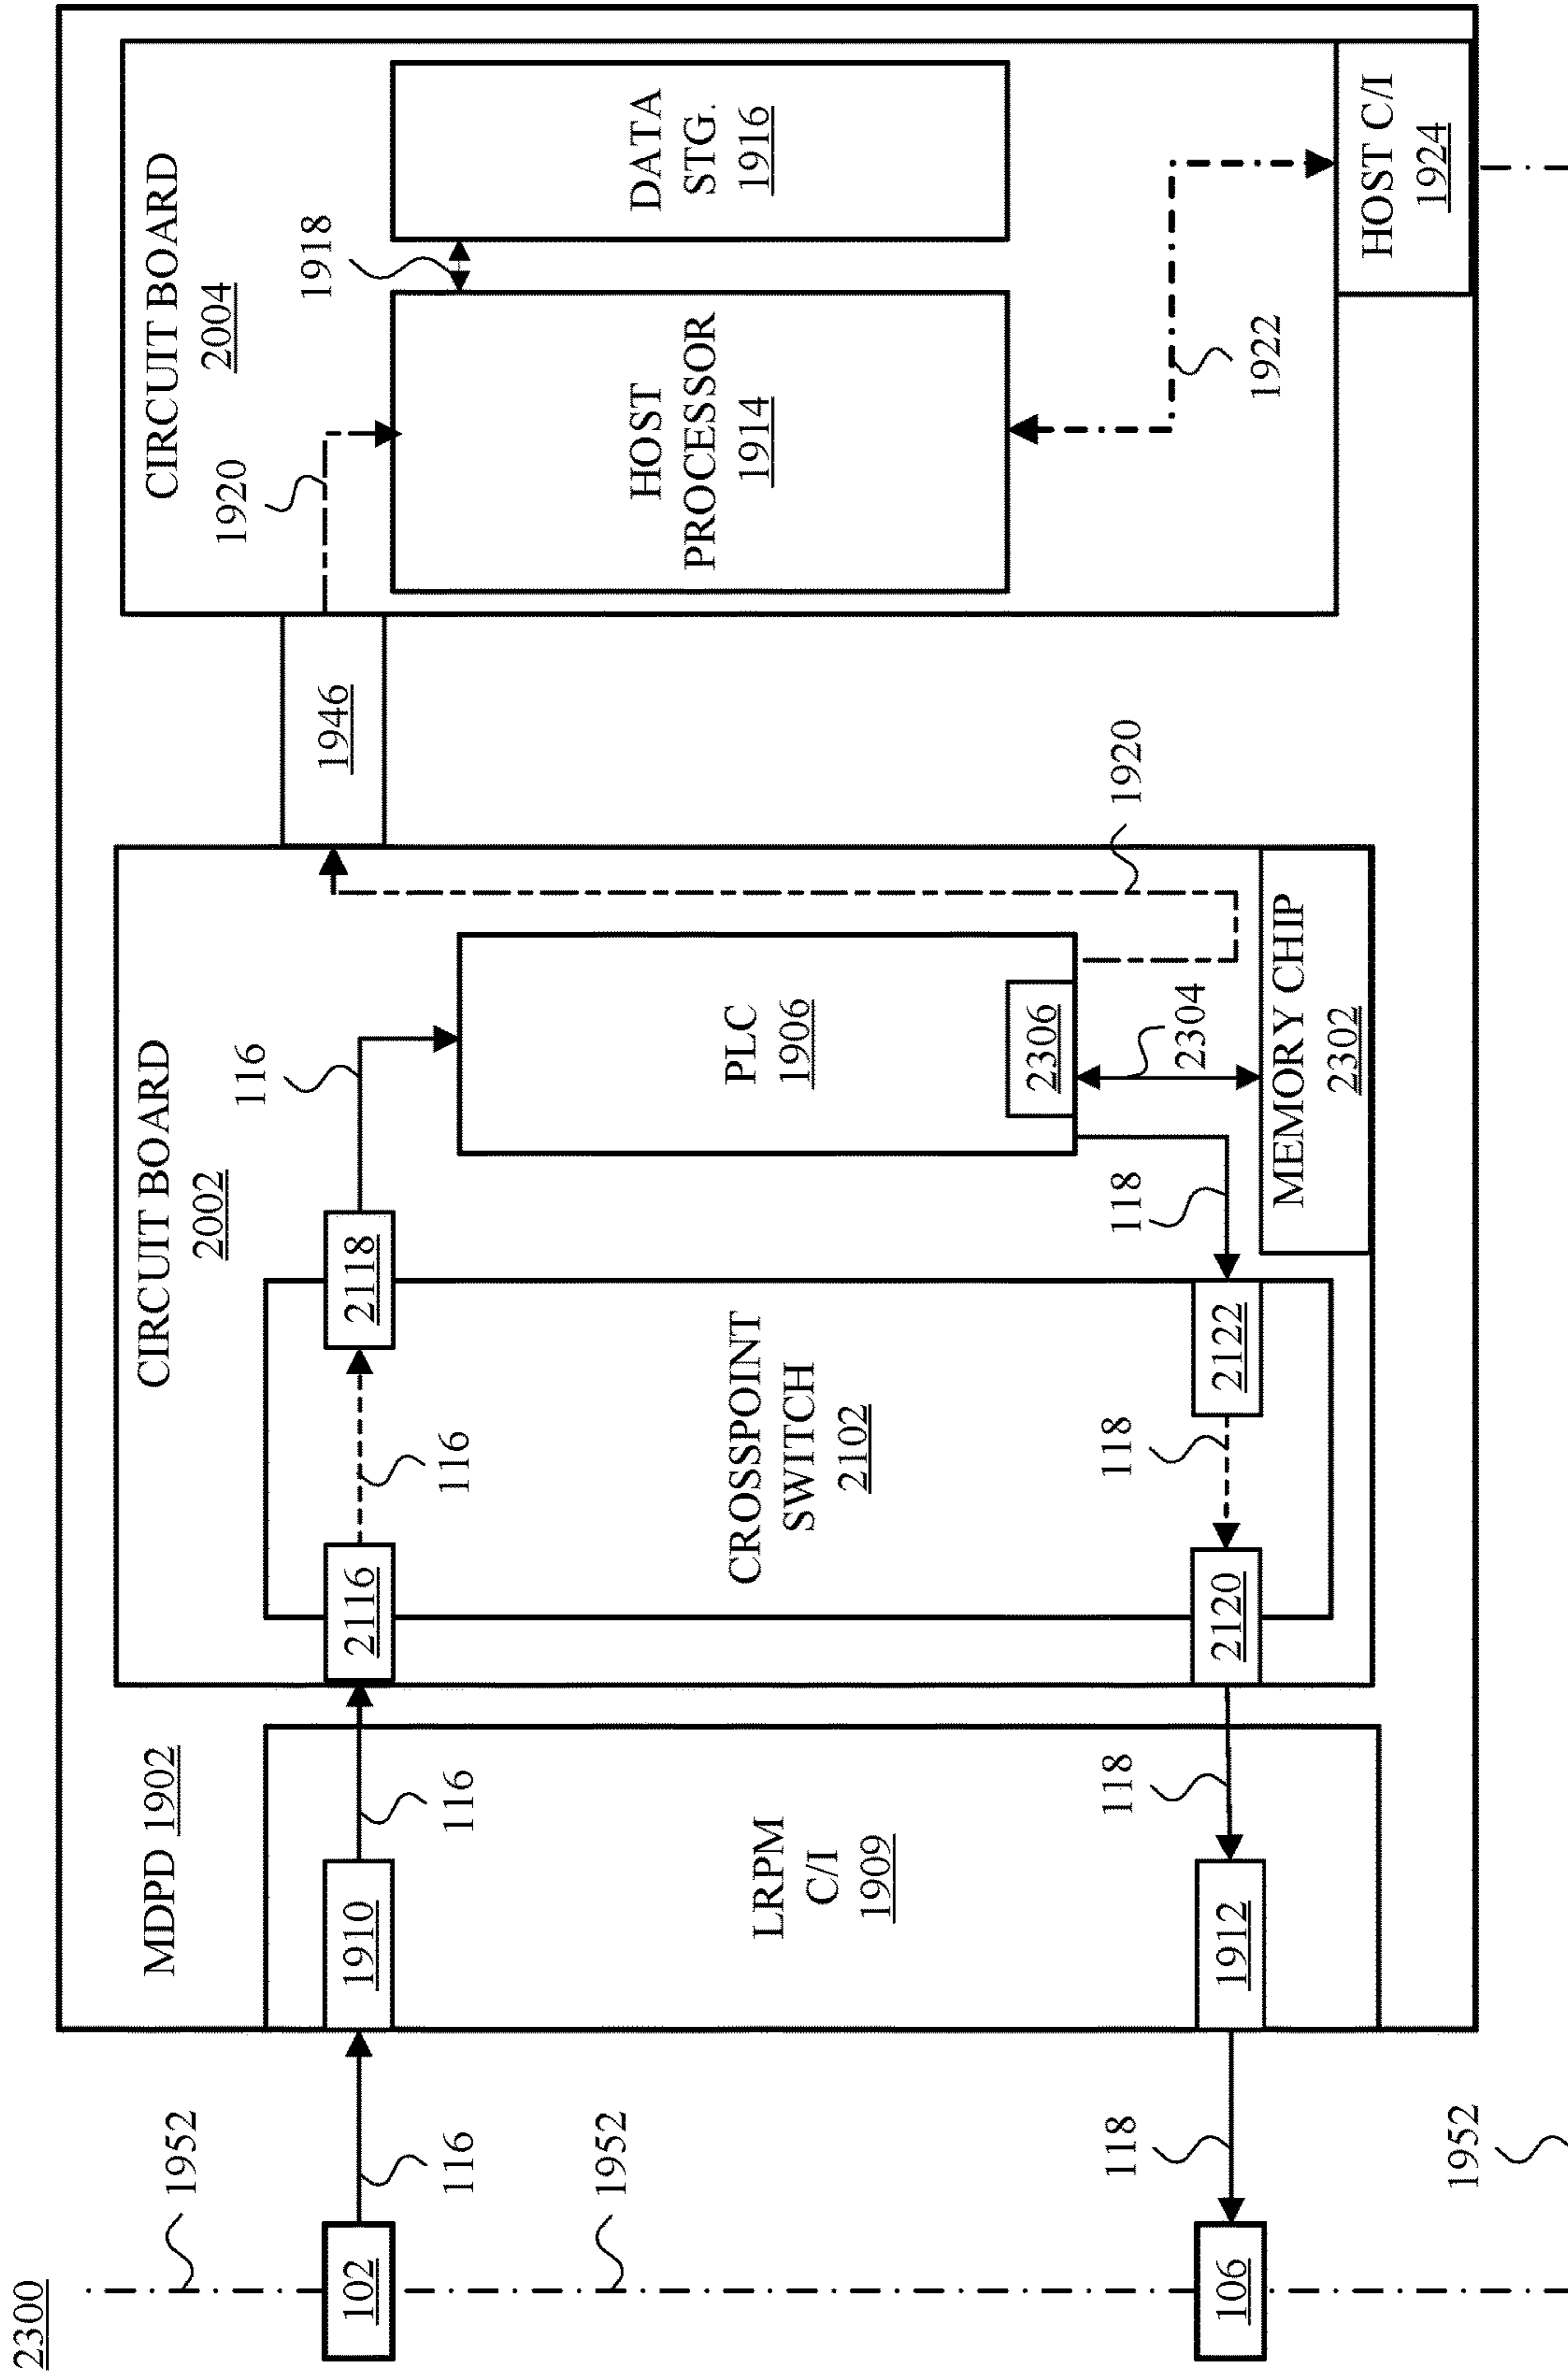 2300
1952
102
116
1952
106
118
1952
MDPD 1902
1910
116
LRPM
C/I
1909
1912
118
CIRCUIT BOARD
2002
2116
116
2118
116
CROSSPOINT
SWITCH
2102
2120
118
2122
118
PLC
1906
2306
2304
MEMORY CHIP
2302
1920
1946
CIRCUIT BOARD
2004
1920
1918
HOST
PROCESSOR
1914
DATA
STG.
1916
1922
HOST C/I
1924